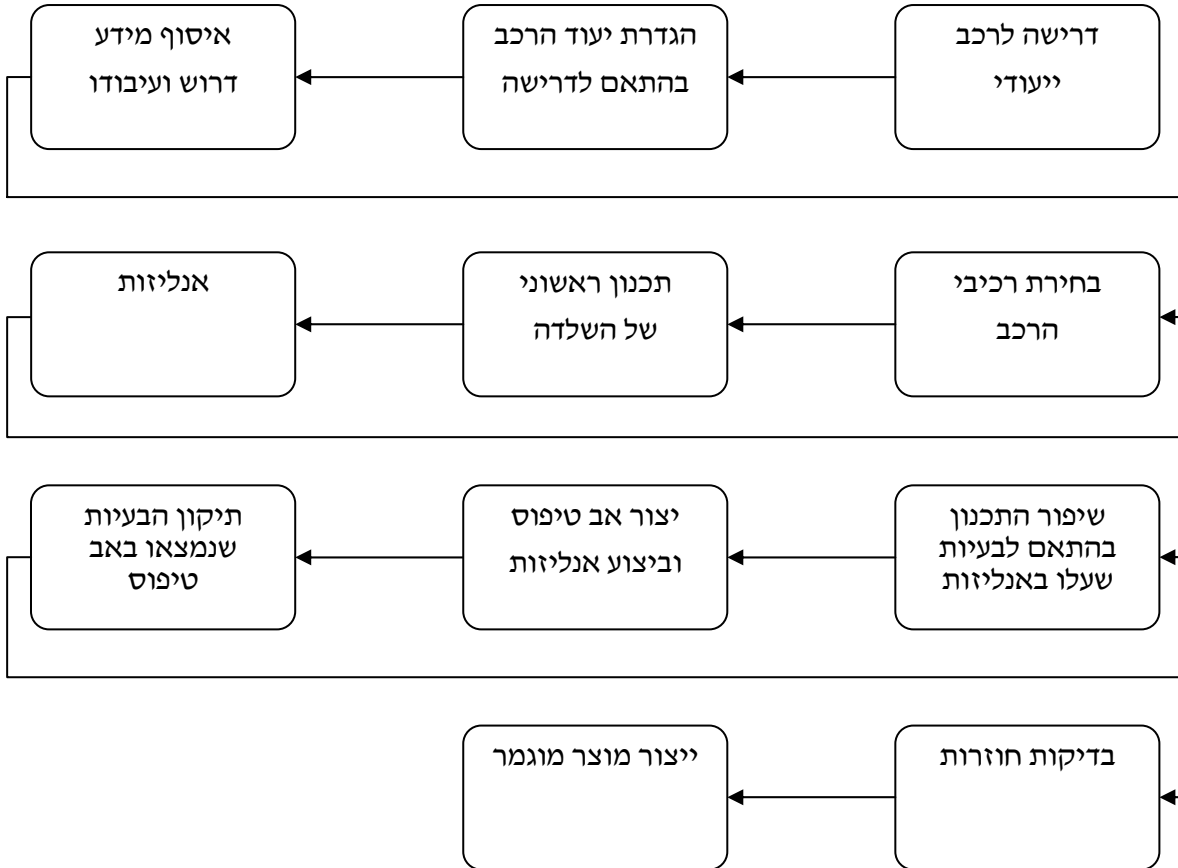 דרישה לרכב
ייעודי
הגדרת יעוד הרכב
בהתאם לדרישה
איסוף מידע
דרוש ועיבודו
בחירת רכיבי
הרכב
תכנון ראשוני
של השלדה
אנליזות
שיפור התכנון
בהתאם לבעיות
שעלו באנליזות
יצור אב טיפוס
וביצוע אנליזות
תיקון הבעיות
שנמצאו באב
טיפוס
בדיקות חוזרות
ייצור מוצר מוגמר